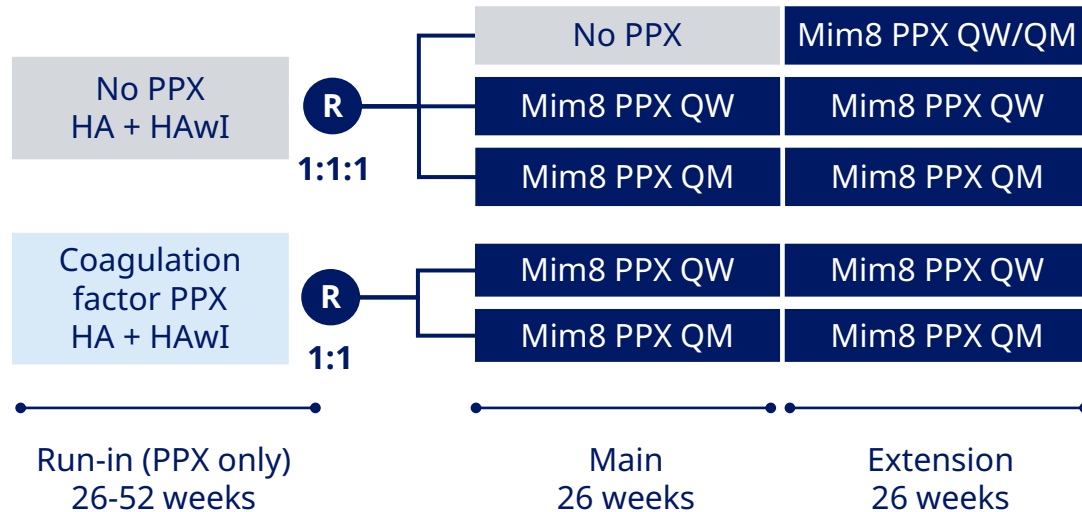 No PPX
HA + HAwI
R
1:1:1
No PPX
Mim8 PPX QW/QM
Mim8 PPX QW
Mim8 PPX QW
Mim8 PPX QM
Mim8 PPX QM
Coagulation
factor PPX
HA + HAwI
R
1:1
Mim8 PPX QW
Mim8 PPX QW
Mim8 PPX QM
Mim8 PPX QM
Run-in (PPX only)
26-52 weeks
Main
26 weeks
Extension
26 weeks